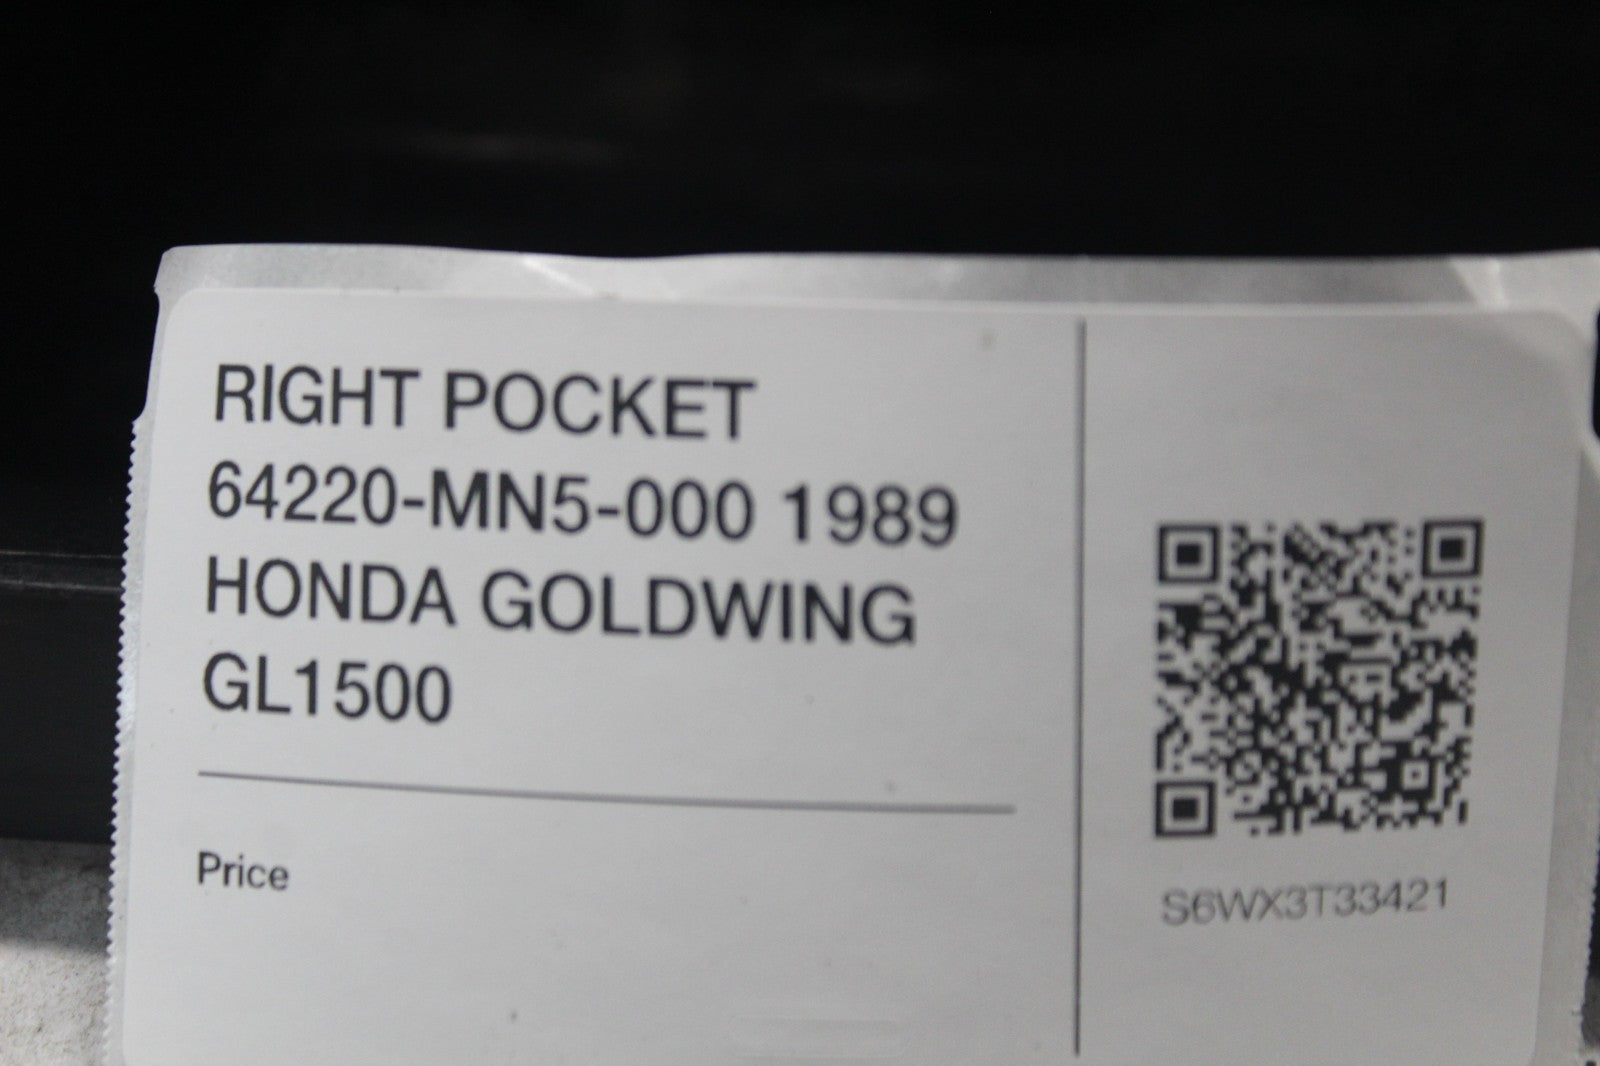 RIGHT POCKET
64220-MN5-000 1989
HONDA GOLDWING
GL1500
Price
S6WX3T33421